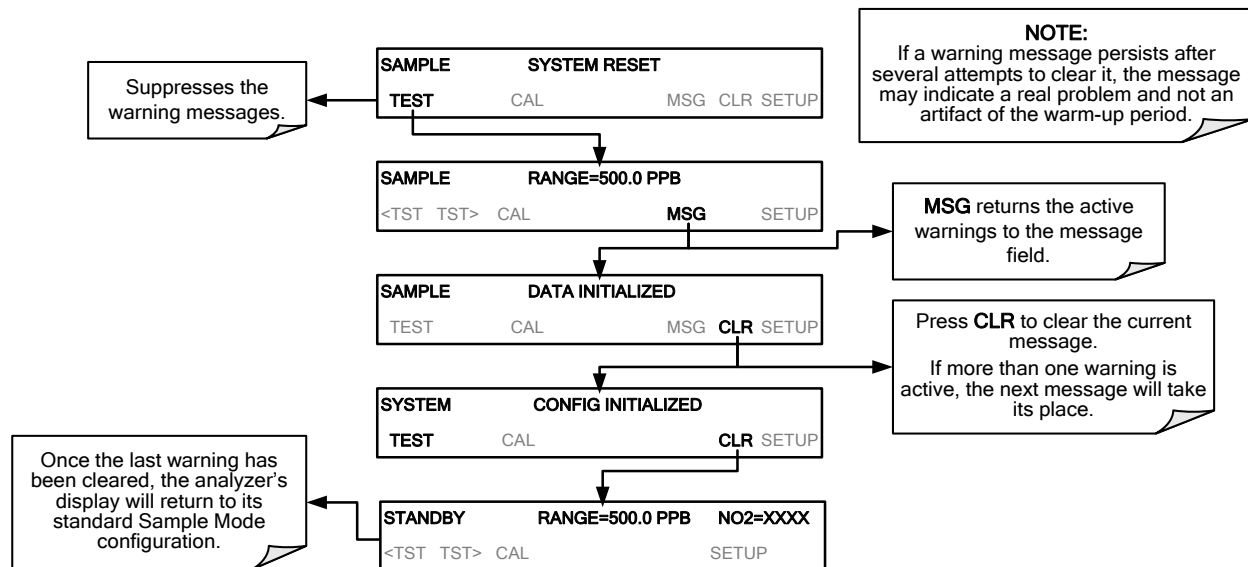 SAMPLE SYSTEM RESET
TEST CAL MSG CLR SETUP
Suppresses the
warning messages.
NOTE:
If a warning message persists after
several attempts to clear it, the message
may indicate a real problem and not an
artifact of the warm-up period.
SAMPLE RANGE=500.0 PPB
<TST TST> CAL MSG SETUP
MSG returns the active
warnings to the message
field.
SAMPLE DATA INITIALIZED
TEST CAL MSG CLR SETUP
Press CLR to clear the current
message.
If more than one warning is
active, the next message will take
its place.
SYSTEM CONFIG INITIALIZED
TEST CAL CLR SETUP
Once the last warning has
been cleared, the analyzer's
display will return to its
standard Sample Mode
configuration.
STANDBY RANGE=500.0 PPB NO2=XXXX
<TST TST> CAL SETUP